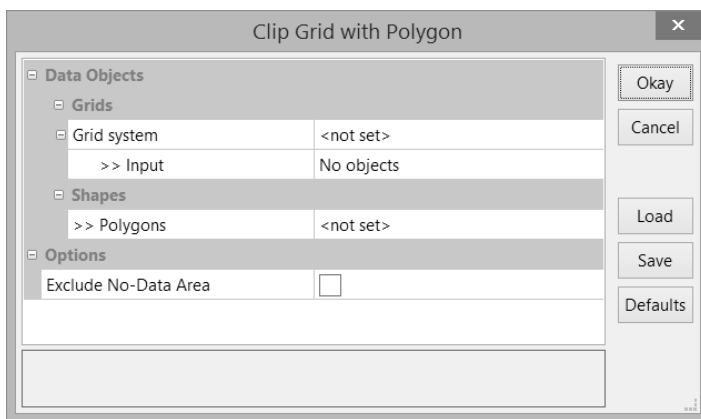 Clip Grid with Polygon
x
Data Objects
Grids
Grid system <not set>
>> Input No objects
Shapes
>> Polygons <not set>
Options
Exclude No-Data Area
Okay
Cancel
Load
Save
Defaults